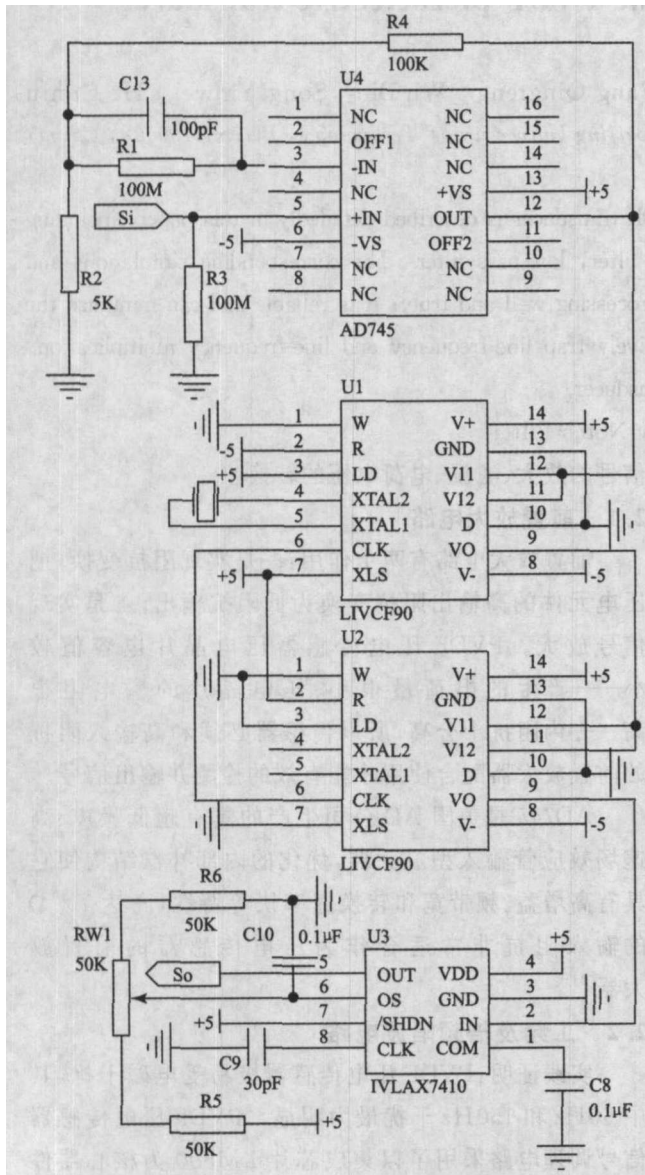 R4
100K
C13
100pF
R1
100M
Si
-5
R2
5K
R3
100M
U4
1 NC NC 16
2 OFF1 NC 15
3 -IN NC 14
4 NC +VS 13 +5
5 +IN OUT 12
6 -VS OFF2 11
7 NC NC 10
8 NC NC 9
AD745
U1
1 W V+ 14 +5
-5 2 R GND 13
+5 3 LD 12
4 XTAL2 V12 11
5 XTAL1 D 10
6 CLK VO 9
+5 7 XLS V- 8 -5
LIVCF90
U2
1 W V+ 14 +5
2 R GND 13
3 LD V11 12
4 XTAL2 V12 11
5 XTAL1 D 10
6 CLK VO 9
7 XLS V- 8 -5
LIVCF90
R6
50K
C10
0.1μF
RW1
50K
So
U3
5 OUT VDD 4 +5
6 OS GND 3
+5 7 /SHDN IN 2
8 CLK COM 1
IVLAX7410
C9
30pF
R5
50K
+5
C8
0.1μF